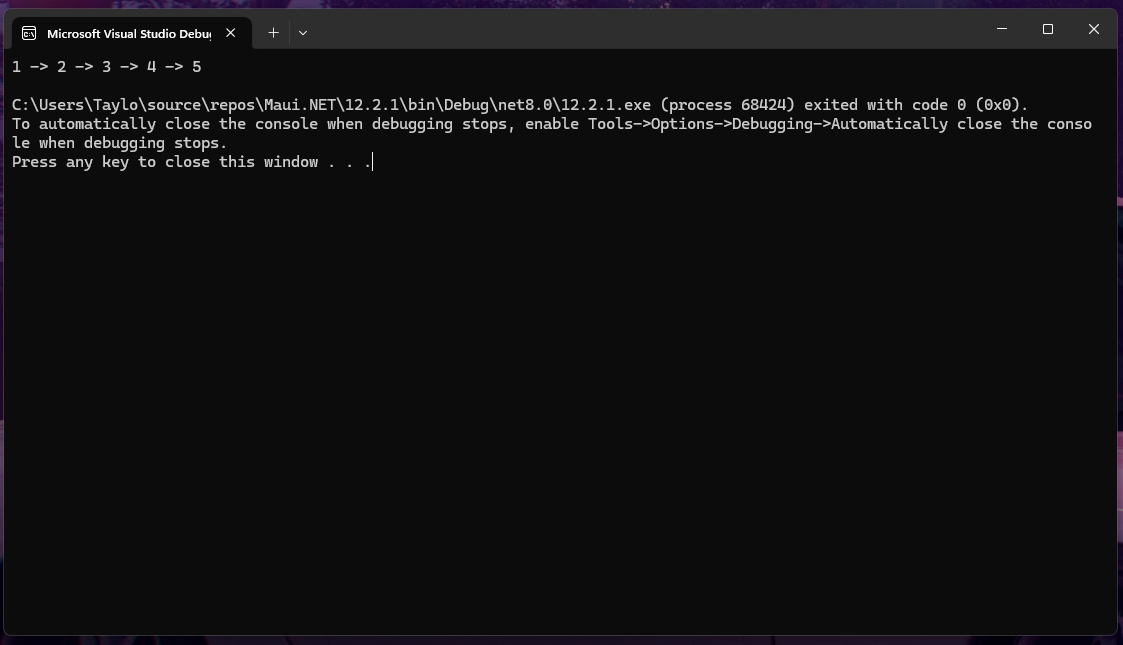 Microsoft Visual Studio Debug
1 -> 2 -> 3 -> 4 -> 5
C:\Users\Taylo\source\repos\Maui.NET\12.2.1\bin\Debug\net8.0\12.2.1.exe (process 68424) exited with code 0 (0x0).
To automatically close the console when debugging stops, enable Tools->Options->Debugging->Automatically close the conso
le when debugging stops.
Press any key to close this window . . .